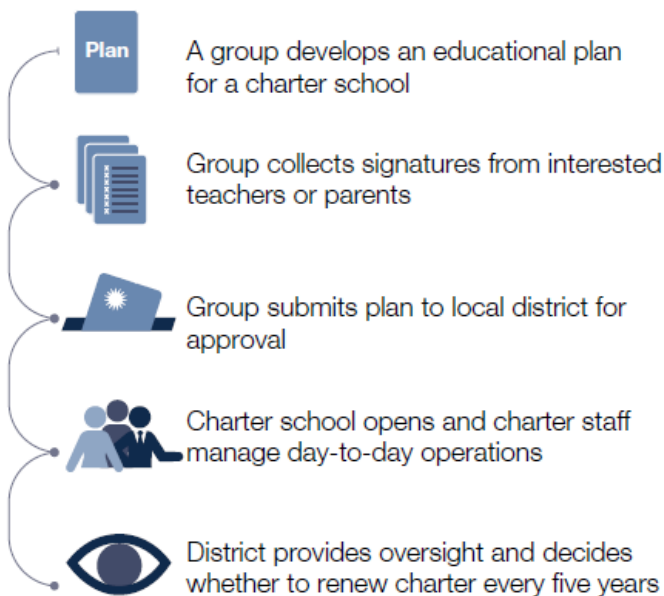 Plan
A group develops an educational plan
for a charter school
Group collects signatures from interested
teachers or parents
Group submits plan to local district for
approval
Charter school opens and charter staff
manage day-to-day operations
District provides oversight and decides
whether to renew charter every five years